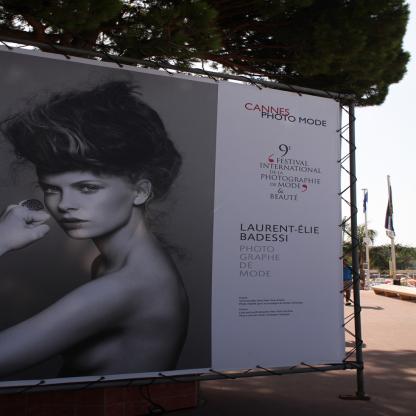 CANNES
PHOTO MODE
9e
FESTIVAL
INTERNATIONAL
DE LA
PHOTOGRAPHIE
DE MODE
&
BEAUTÉ
LAURENT-ÉLIE
BADESSI
PHOTO
GRAPHE
DE
MODE